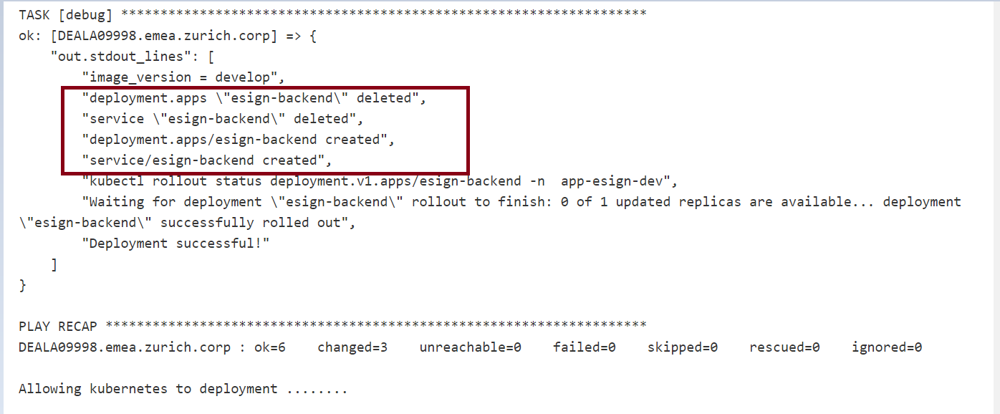 TASK [debug] *******************************************************************
ok: [DEALA09998.emea.zurich.corp] => {
"out.stdout_lines": [
"image_version = develop",
"deployment.apps \"esign-backend\" deleted",
"service \"esign-backend\" deleted",
"deployment.apps/esign-backend created",
"service/esign-backend created",
"kubectl rollout status deployment.v1.apps/esign-backend -n  app-esign-dev",
"Waiting for deployment \"esign-backend\" rollout to finish: 0 of 1 updated replicas are available... deployment
\"esign-backend\" successfully rolled out",
"Deployment successful!"
]
}
PLAY RECAP *********************************************************************
DEALA09998.emea.zurich.corp : ok=6    changed=3    unreachable=0    failed=0    skipped=0    rescued=0    ignored=0
Allowing kubernetes to deployment ........